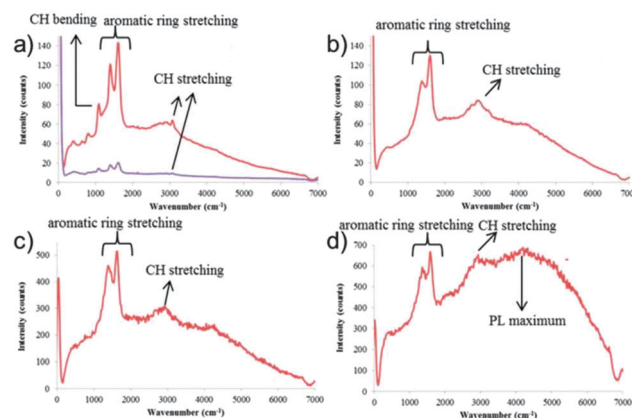 a)
CH bending
aromatic ring stretching
CH stretching
Intensity (counts)
140
120
100
80
60
40
20
0
0 1000 2000 3000 4000 5000 6000 7000
Wavenumber (cm-1)
b)
aromatic ring stretching
CH stretching
Intensity (counts)
140
120
100
80
60
40
20
0
0 1000 2000 3000 4000 5000 6000 7000
Wavenumber (cm-1)
c)
aromatic ring stretching
CH stretching
Intensity (counts)
500
400
300
200
100
0
0 1000 2000 3000 4000 5000 6000 7000
Wavenumber (cm-1)
d)
aromatic ring stretching
CH stretching
PL maximum
Intensity (counts)
700
600
500
400
300
200
100
0
0 1000 2000 3000 4000 5000 6000 7000
Wavenumber (cm-1)